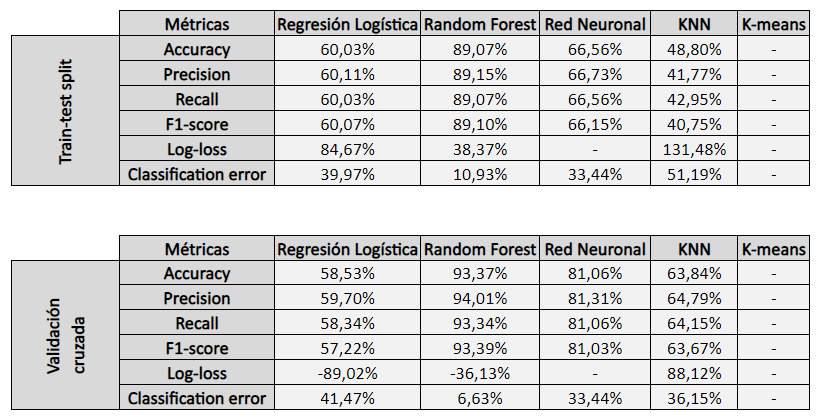 Métricas Regresión Logística Random Forest Red Neuronal KNN K-means
Train-test split
Accuracy 60,03% 89,07% 66,56% 48,80% -
Precision 60,11% 89,15% 66,73% 41,77% -
Recall 60,03% 89,07% 66,56% 42,95% -
F1-score 60,07% 89,10% 66,15% 40,75% -
Log-loss 84,67% 38,37% - 131,48% -
Classification error 39,97% 10,93% 33,44% 51,19% -
Métricas Regresión Logística Random Forest Red Neuronal KNN K-means
Validación
cruzada
Accuracy 58,53% 93,37% 81,06% 63,84% -
Precision 59,70% 94,01% 81,31% 64,79% -
Recall 58,34% 93,34% 81,06% 64,15% -
F1-score 57,22% 93,39% 81,03% 63,67% -
Log-loss -89,02% -36,13% - 88,12% -
Classification error 41,47% 6,63% 33,44% 36,15% -